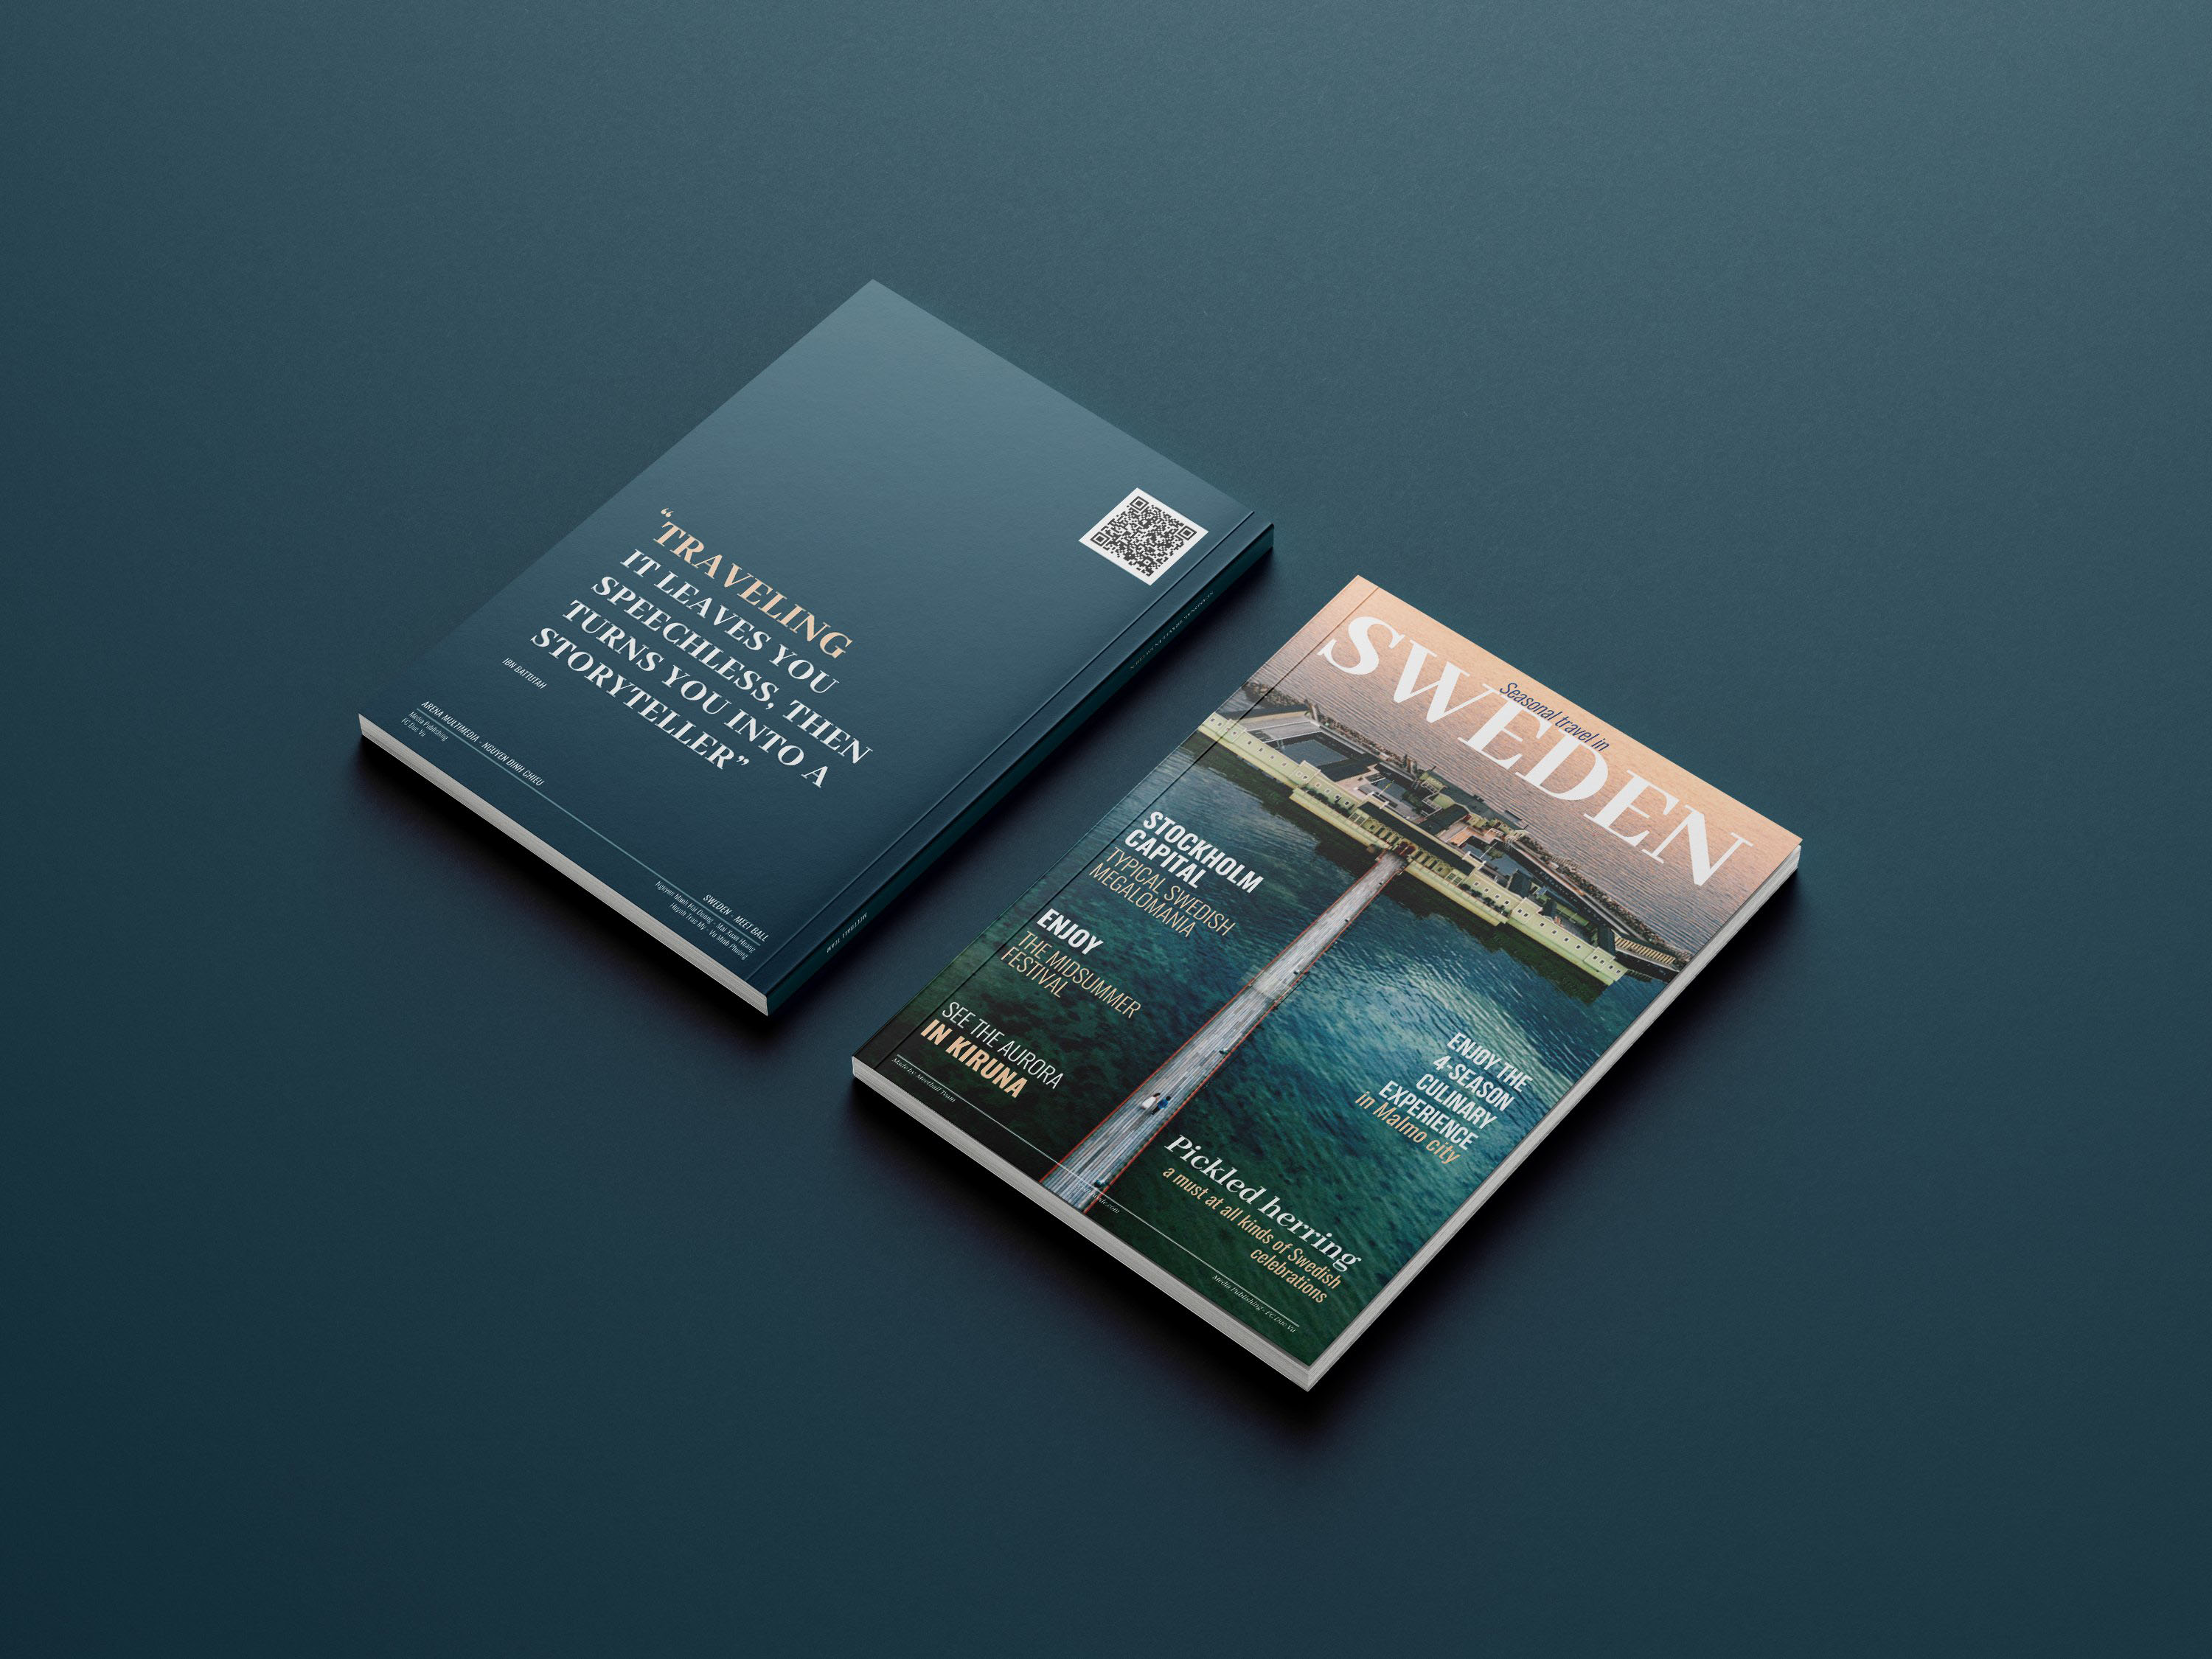 “TRAVELING
IT LEAVES YOU
SPEECHLESS, THEN
TURNS YOU INTO A
STORYTELLER”
IBN BATTUTAH
ARENA MULTIMEDIA - NGUYEN DINH CHIEU
Media Publishing
FC Duc Vu
SWEDEN - MEET BALL
Nguyen Manh Hai Duong - Mai Xuan Hoang
Huynh Truc My - Vu Minh Phuong
Seasonal travel in
SWEDEN
STOCKHOLM
CAPITAL
TYPICAL SWEDISH
MEGALOMANIA
ENJOY
THE MIDSUMMER
FESTIVAL
SEE THE AURORA
IN KIRUNA
ENJOY THE
4-SEASON
CULINARY
EXPERIENCE
in Malmo city
Pickled herring
a must at all kinds of Swedish
celebrations
Made by: Meetball Team
Media Publishing - FC Duc Vu